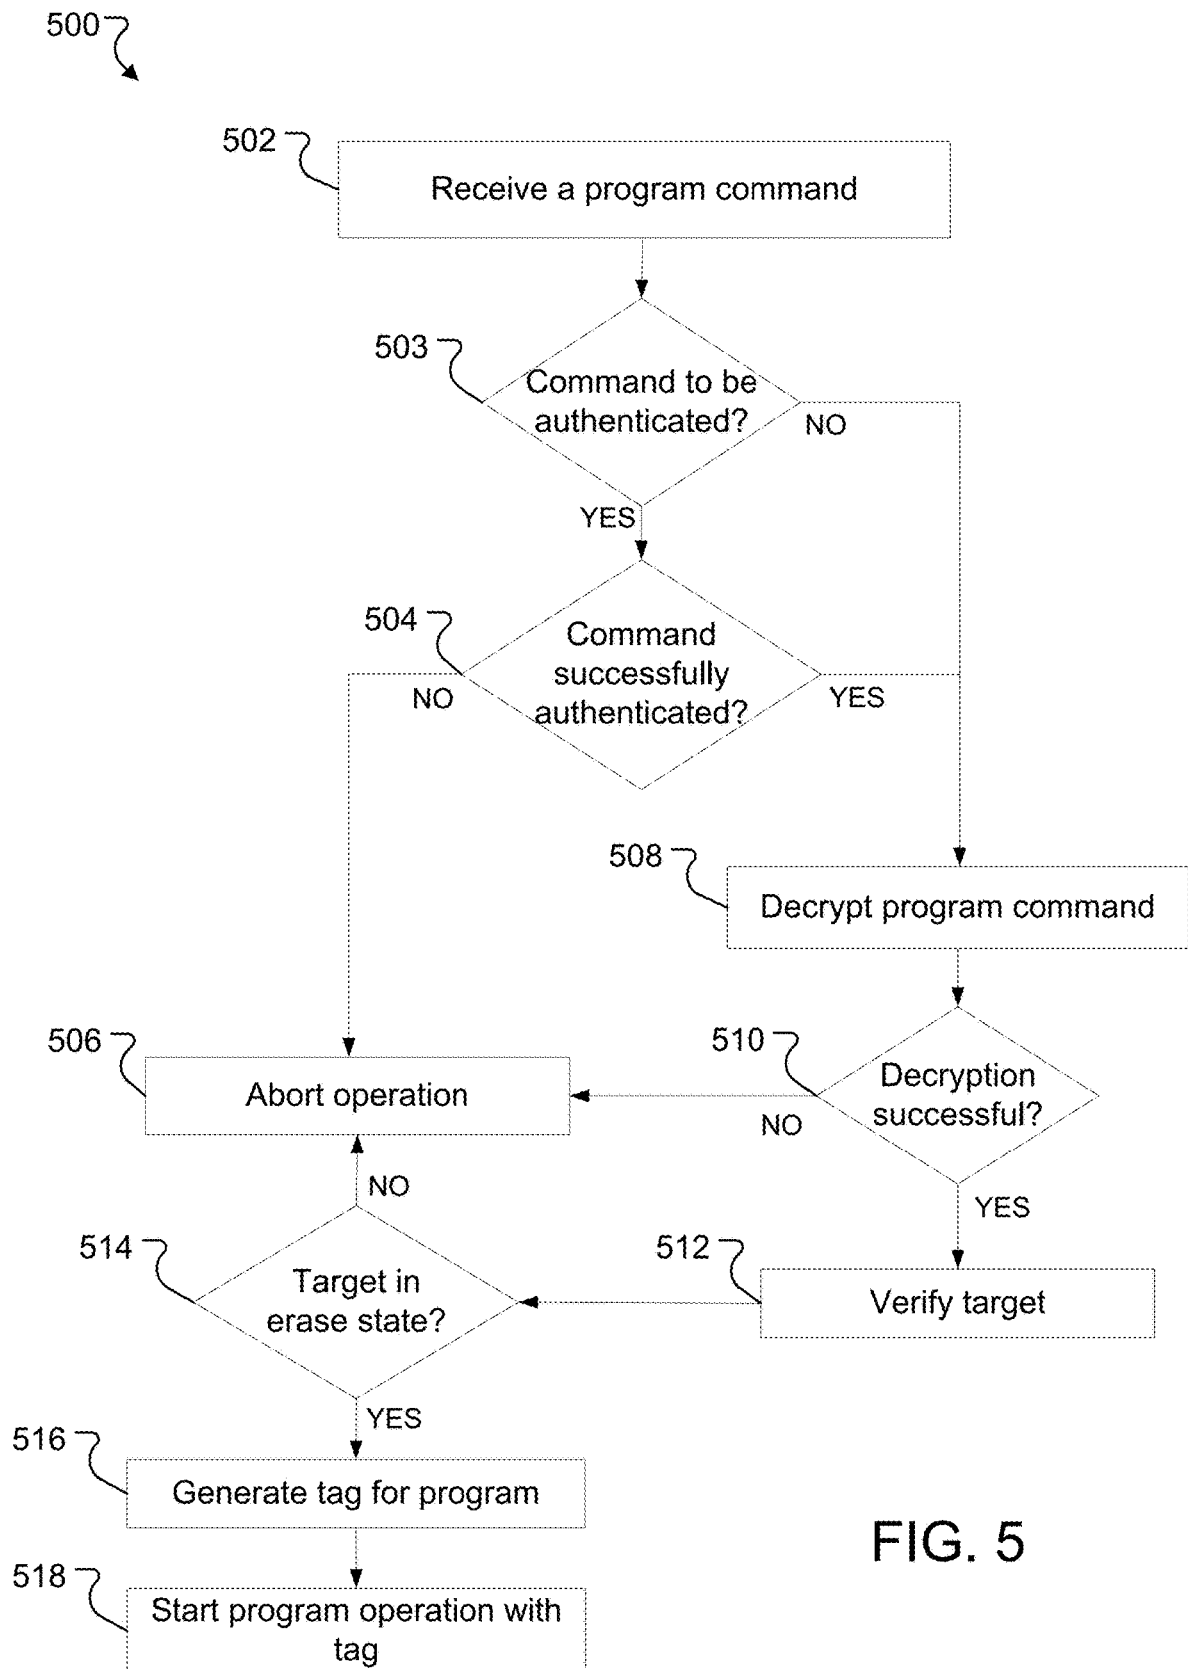 500
502
Receive a program command
503
Command to be
authenticated?
NO
YES
504
Command
successfully
authenticated?
NO
YES
508
Decrypt program command
506
Abort operation
510
Decryption
successful?
NO
YES
NO
514
Target in
erase state?
512
Verify target
YES
516
Generate tag for program
518
Start program operation with
tag
FIG. 5